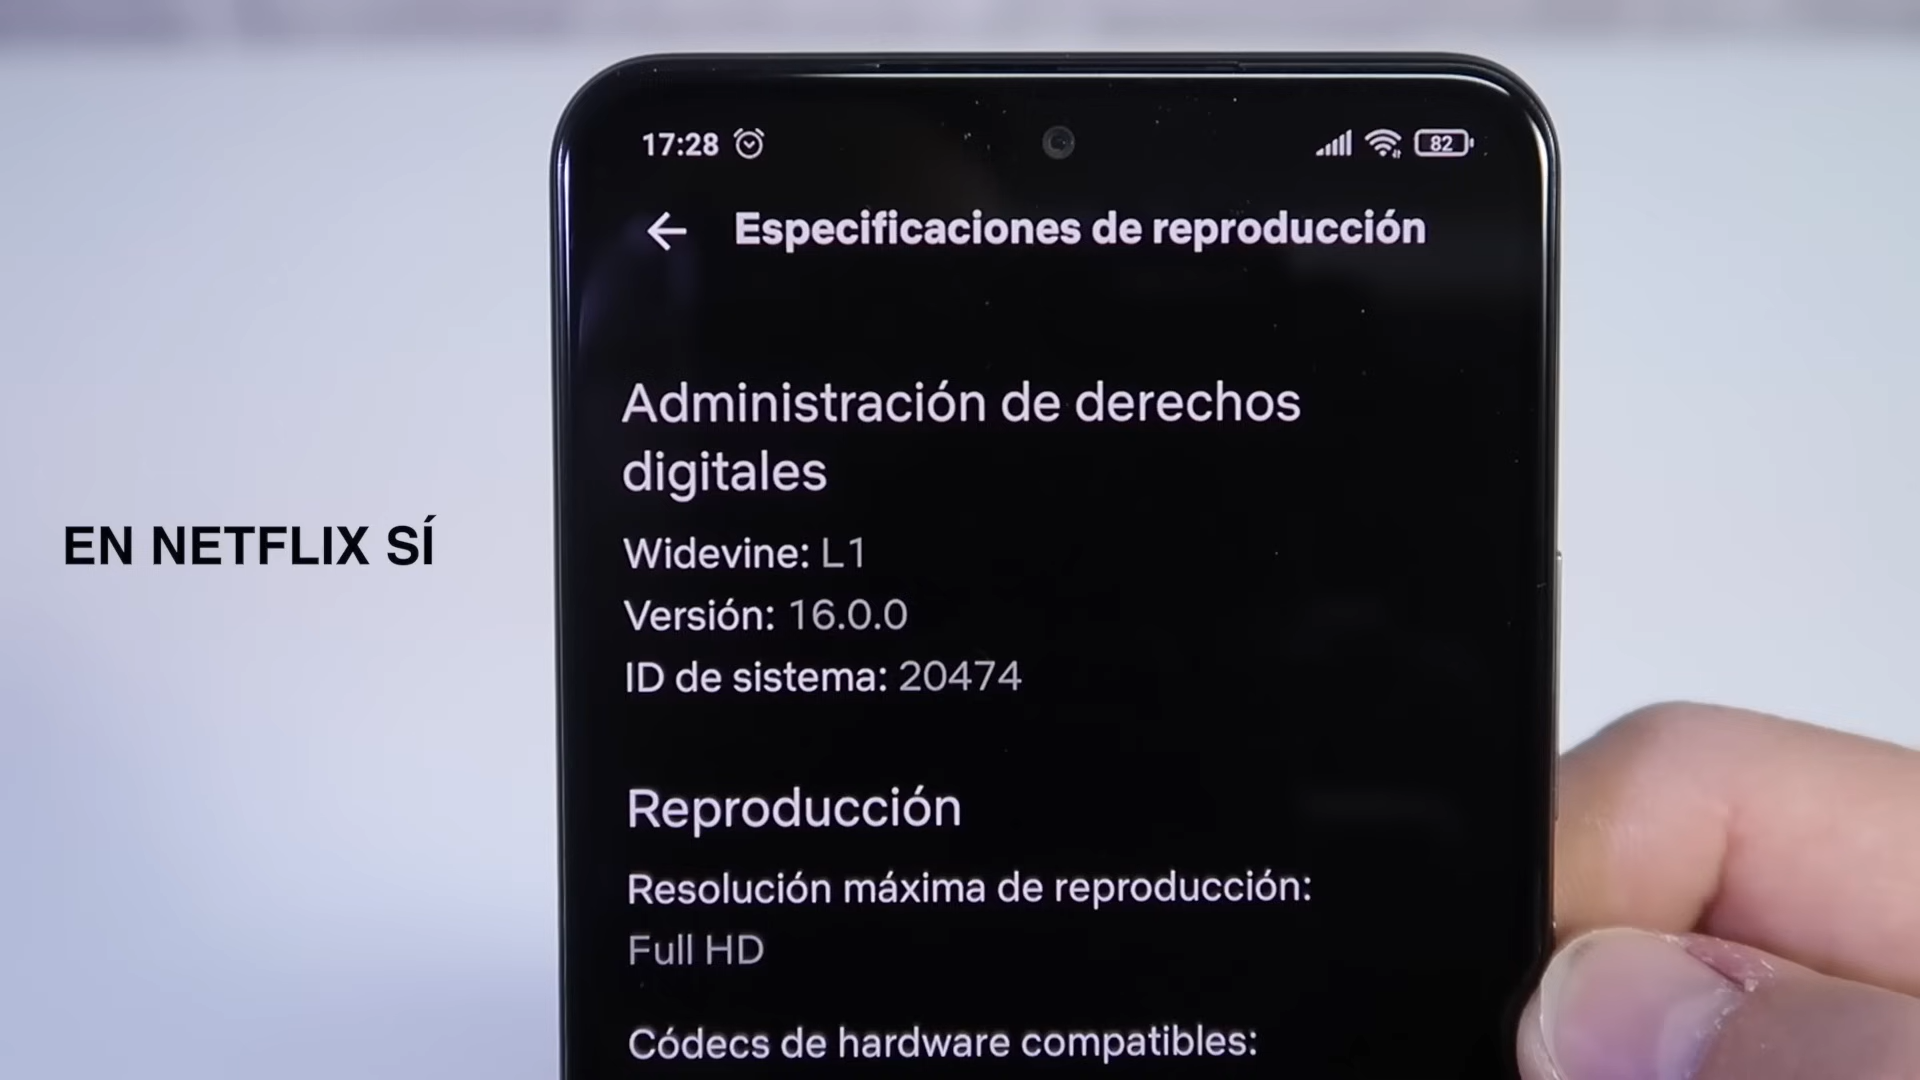 17:28
82
Especificaciones de reproducción
Administración de derechos
digitales
Widevine: L1
Versión: 16.0.0
ID de sistema: 20474
EN NETFLIX SÍ
Reproducción
Resolución máxima de reproducción:
Full HD
Códecs de hardware compatibles: